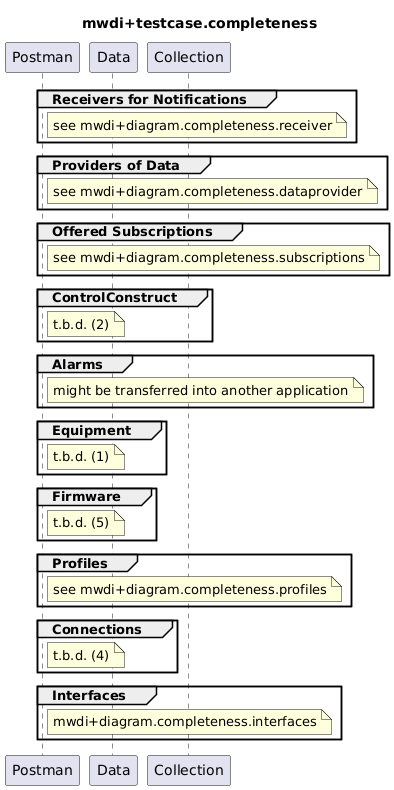 mwdi+testcase.completeness
Postman Data Collection
Receivers for Notifications
see mwdi+diagram.completeness.receiver
Providers of Data
see mwdi+diagram.completeness.dataprovider
Offered Subscriptions
see mwdi+diagram.completeness.subscriptions
ControlConstruct
t.b.d. (2)
Alarms
might be transferred into another application
Equipment
t.b.d. (1)
Firmware
t.b.d. (5)
Profiles
see mwdi+diagram.completeness.profiles
Connections
t.b.d. (4)
Interfaces
mwdi+diagram.completeness.interfaces
Postman Data Collection